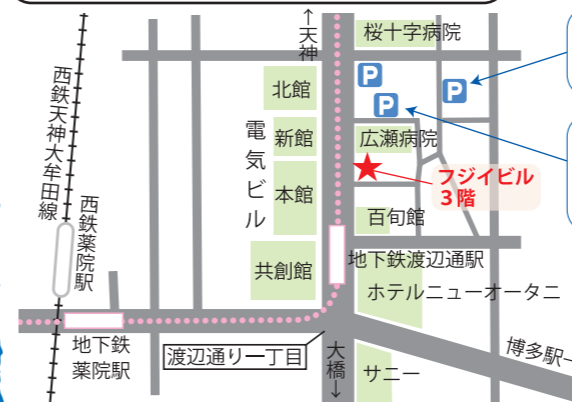 ↑天神
桜十字病院
P
P
P
北館
新館
本館
共創館
電気ビル
広瀬病院
フジイビル
3階
百旬館
西鉄天神大牟田線
西鉄薬院駅
地下鉄渡辺通駅
ホテルニューオータニ
地下鉄
薬院駅
渡辺通り一丁目
大橋↓
サニー
博多駅→